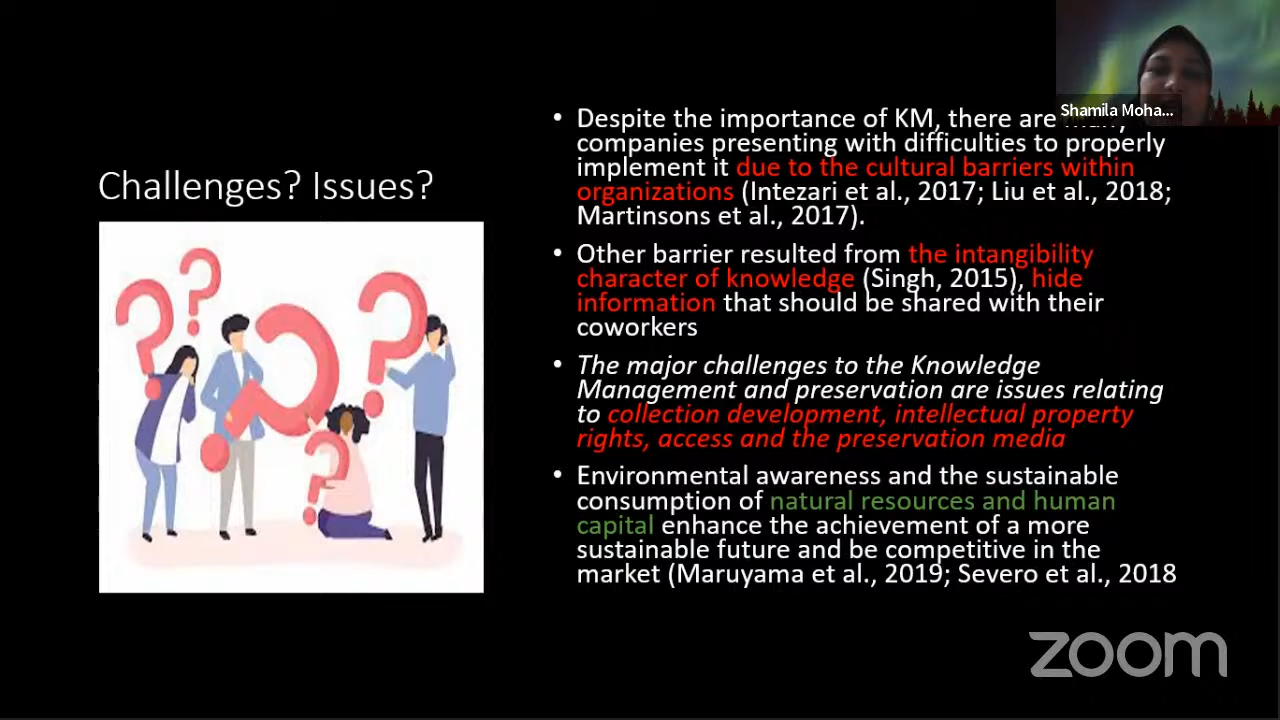 Shamila Moha...
Challenges? Issues?
• Despite the importance of KM, there are many
companies presenting with difficulties to properly
implement it due to the cultural barriers within
organizations (Intezari et al., 2017; Liu et al., 2018;
Martinsons et al., 2017).
• Other barrier resulted from the intangibility
character of knowledge (Singh, 2015), hide
information that should be shared with their
coworkers
• The major challenges to the Knowledge
Management and preservation are issues relating
to collection development, intellectual property
rights, access and the preservation media
• Environmental awareness and the sustainable
consumption of natural resources and human
capital enhance the achievement of a more
sustainable future and be competitive in the
market (Maruyama et al., 2019; Severo et al., 2018
zoom